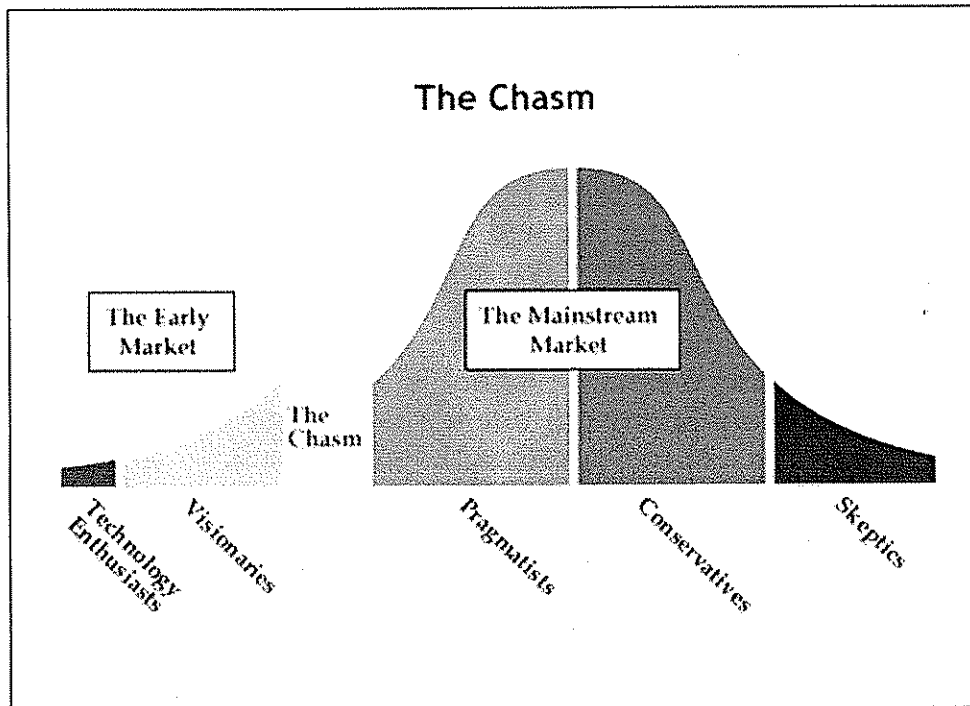 The Chasm
The Early
Market
The Mainstream
Market
The
Chasm
Technology
Enthusiasts
Visionaries
Pragmatists
Conservatives
Skeptics